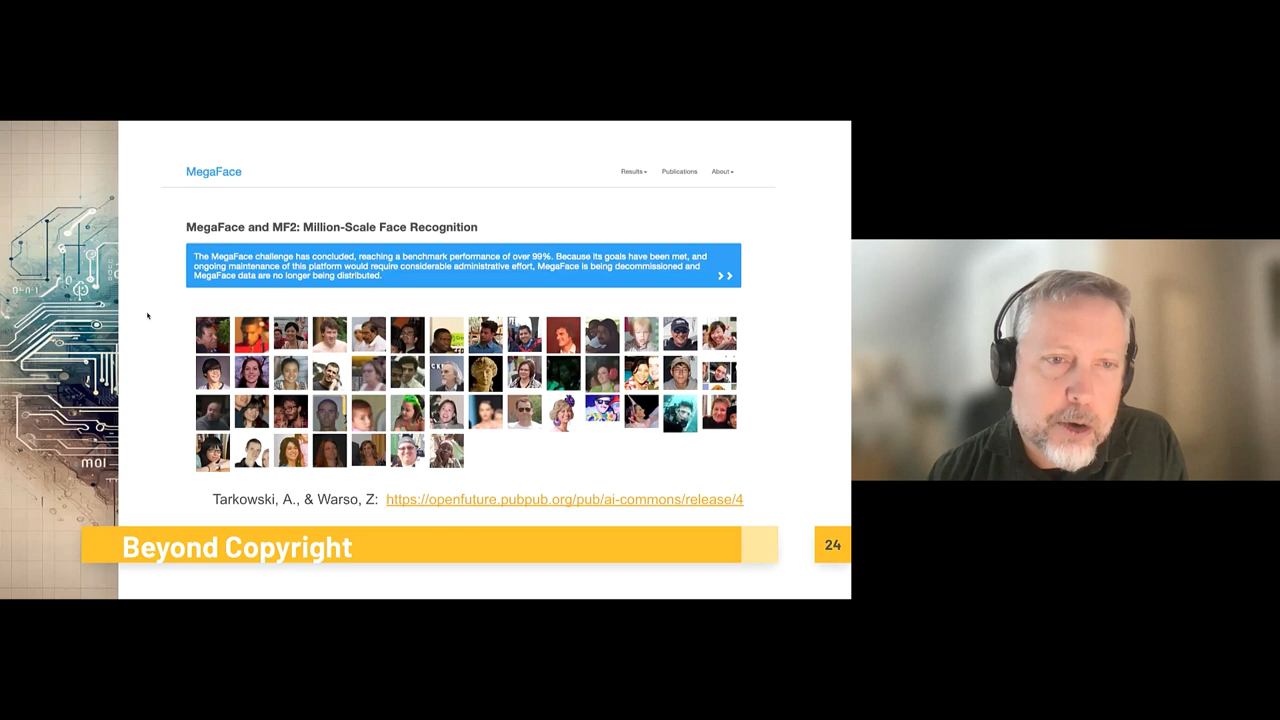 MegaFace
Results
Publications
About
MegaFace and MF2: Million-Scale Face Recognition
The MegaFace challenge has concluded, reaching a benchmark performance of over 99%. Because its goals have been met, and
ongoing maintenance of this platform would require considerable administrative effort, MegaFace is being decommissioned and
MegaFace data are no longer being distributed.
Tarkowski, A., & Warso, Z: https://openfuture.pubpub.org/pub/ai-commons/release/4
Beyond Copyright
24